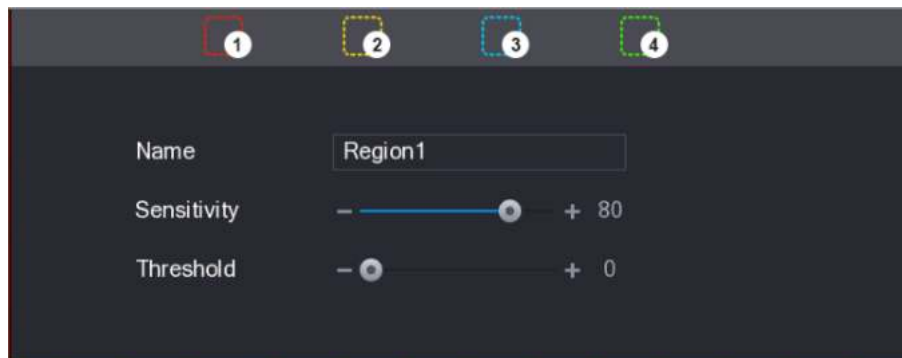 1 2 3 4
Name Region1
Sensitivity - + 80
Threshold - + 0